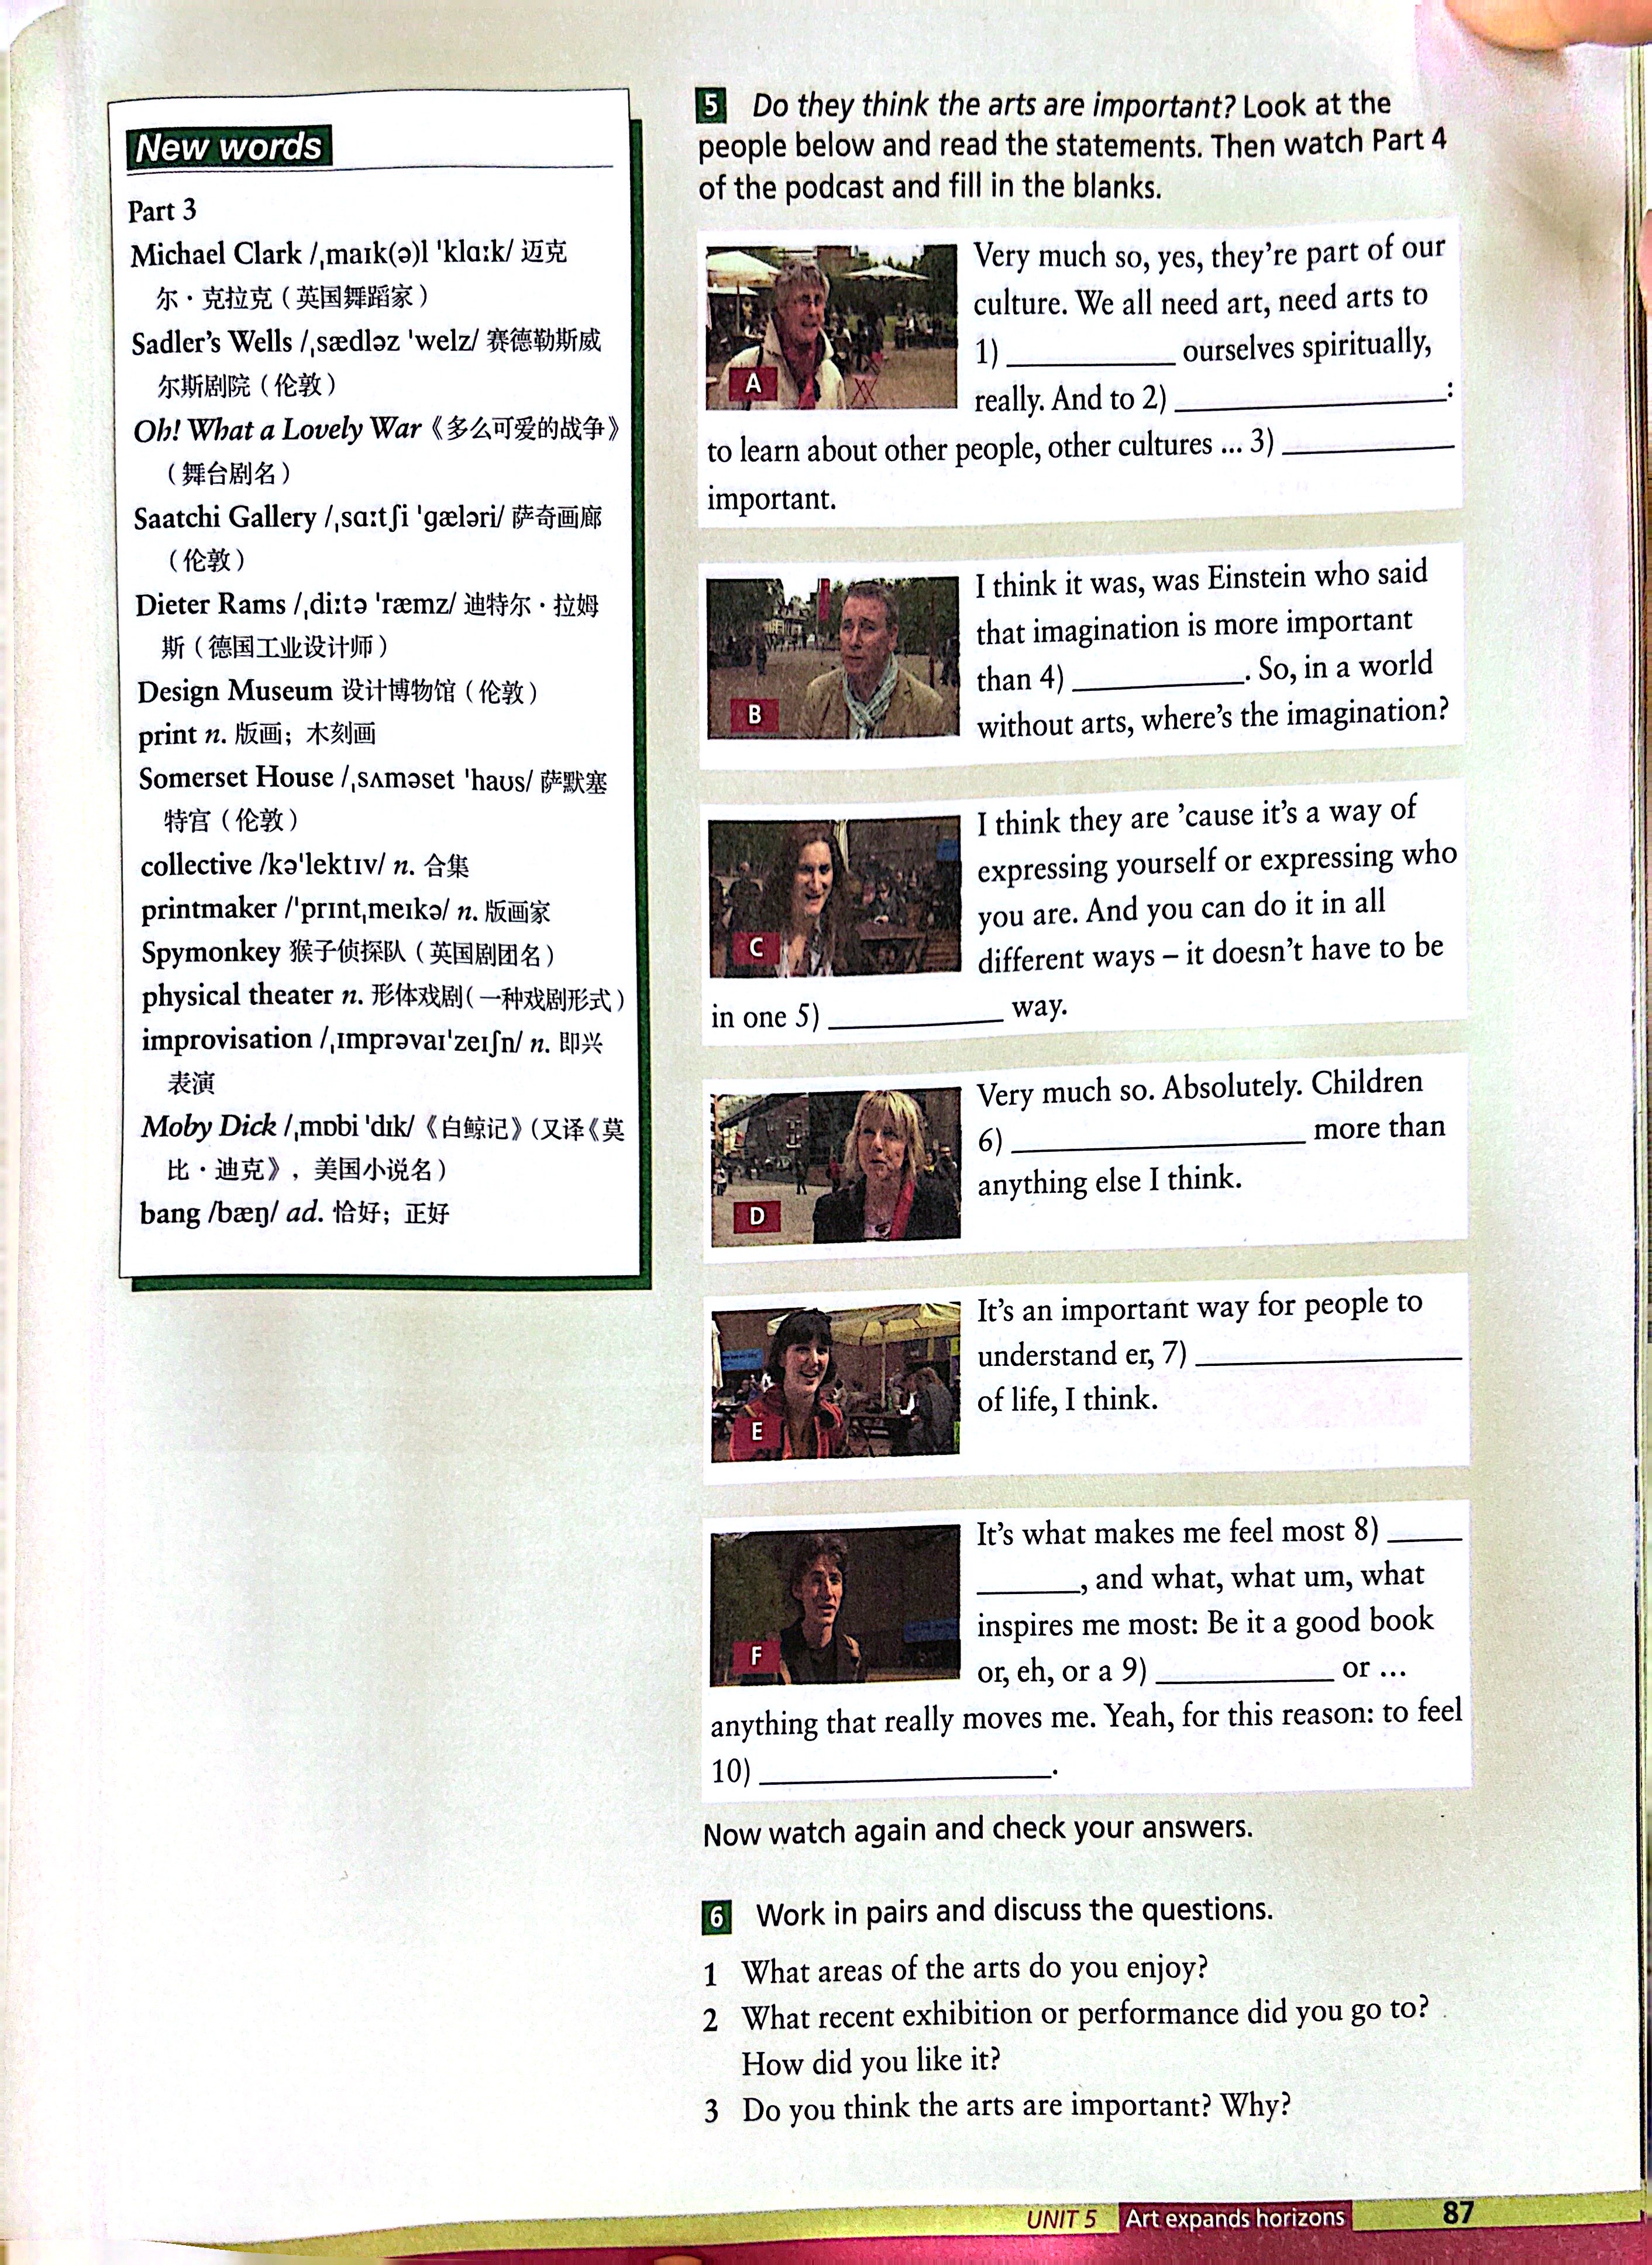 New words
Part 3
Michael Clark /ˌmaɪk(ə)l ˈklɑːk/ 迈克
尔·克拉克（英国舞蹈家）
Sadler's Wells /ˌsædləz ˈwelz/ 赛德勒斯威
尔斯剧院（伦敦）
Oh! What a Lovely War《多么可爱的战争》
（舞台剧名）
Saatchi Gallery /ˌsɑːtʃi ˈɡæləri/ 萨奇画廊
（伦敦）
Dieter Rams /ˌdiːtə ˈræmz/ 迪特尔·拉姆
斯（德国工业设计师）
Design Museum 设计博物馆（伦敦）
print n. 版画；木刻画
Somerset House /ˌsʌməset ˈhaʊs/ 萨默塞
特宫（伦敦）
collective /kəˈlektɪv/ n. 合集
printmaker /ˈprɪntˌmeɪkə/ n. 版画家
Spymonkey 猴子侦探队（英国剧团名）
physical theater n. 形体戏剧（一种戏剧形式）
improvisation /ˌɪmprəvaɪˈzeɪʃn/ n. 即兴
表演
Moby Dick /ˌmɒbi ˈdɪk/《白鲸记》（又译《莫
比·迪克》，美国小说名）
bang /bæŋ/ ad. 恰好；正好
5 Do they think the arts are important? Look at the
people below and read the statements. Then watch Part 4
of the podcast and fill in the blanks.
A
Very much so, yes, they're part of our
culture. We all need art, need arts to
1) ____________ ourselves spiritually,
really. And to 2) ____________________:
to learn about other people, other cultures ... 3) ____________
important.
B
I think it was, was Einstein who said
that imagination is more important
than 4) ____________. So, in a world
without arts, where's the imagination?
C
I think they are 'cause it's a way of
expressing yourself or expressing who
you are. And you can do it in all
different ways – it doesn't have to be
in one 5) ____________ way.
D
Very much so. Absolutely. Children
6) ____________________ more than
anything else I think.
E
It's an important way for people to
understand er, 7) ____________________
of life, I think.
F
It's what makes me feel most 8) _____
_______, and what, what um, what
inspires me most: Be it a good book
or, eh, or a 9) ____________ or ...
anything that really moves me. Yeah, for this reason: to feel
10) ____________________.
Now watch again and check your answers.
6 Work in pairs and discuss the questions.
1 What areas of the arts do you enjoy?
2 What recent exhibition or performance did you go to?
How did you like it?
3 Do you think the arts are important? Why?
UNIT 5 Art expands horizons 87